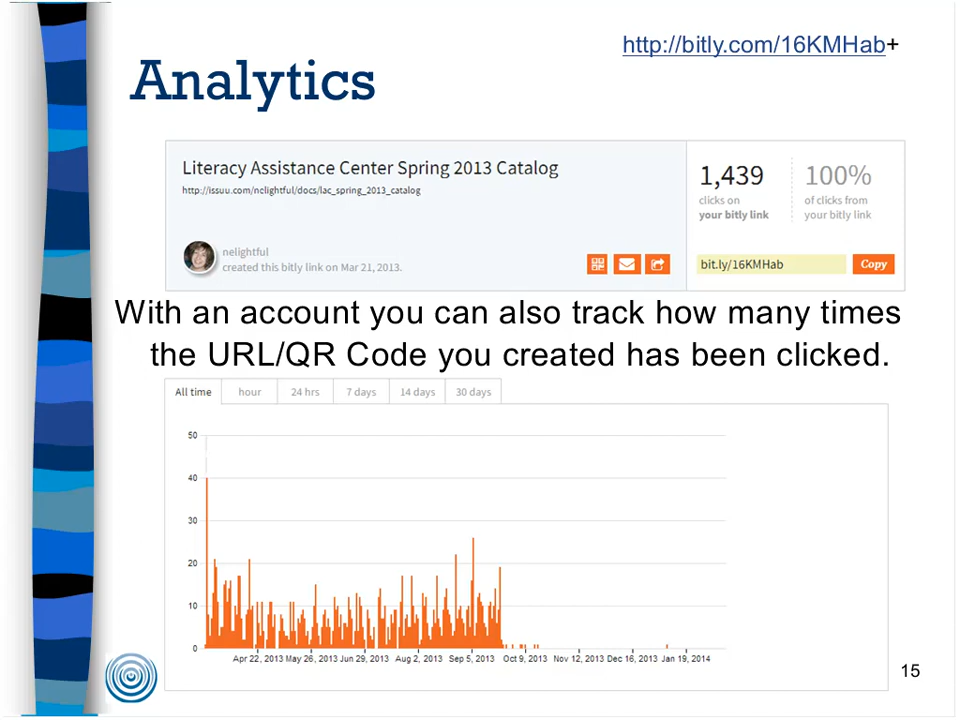 http://bitly.com/16KMHab+
Analytics
Literacy Assistance Center Spring 2013 Catalog
http://issuu.com/nelightful/docs/lac_spring_2013_catalog
nelightful
created this bitly link on Mar 21, 2013.
1,439
clicks on
your bitly link
100%
of clicks from
your bitly link
bit.ly/16KMHab
Copy
With an account you can also track how many times
the URL/QR Code you created has been clicked.
All time hour 24 hrs 7 days 14 days 30 days
50
40
30
20
10
0
Apr 22, 2013 May 26, 2013 Jun 29, 2013 Aug 2, 2013 Sep 5, 2013 Oct 9, 2013 Nov 12, 2013 Dec 16, 2013 Jan 19, 2014
15